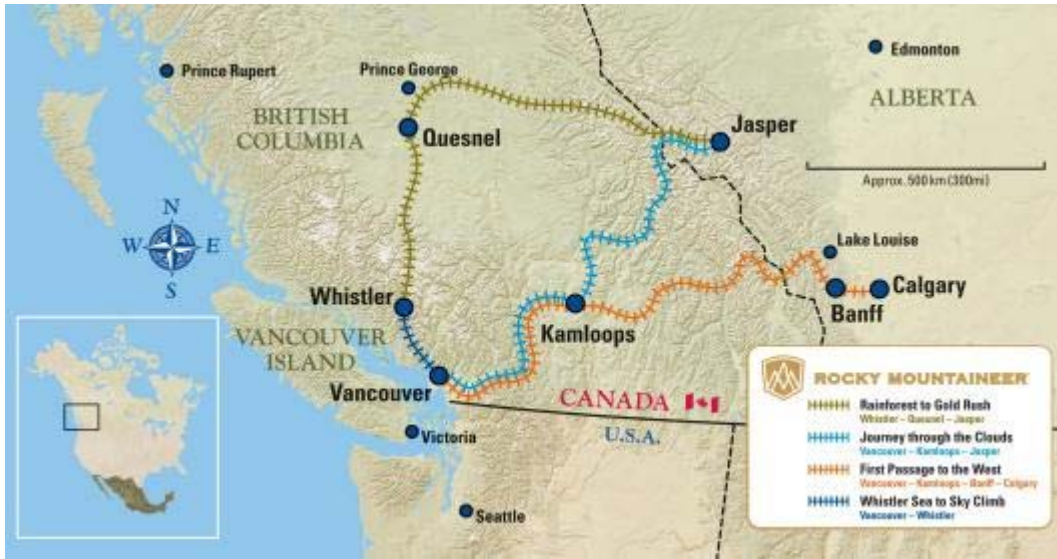 Prince Rupert
Prince George
Edmonton
BRITISH
COLUMBIA
ALBERTA
Quesnel
Jasper
Approx. 500 km (300mi)
N
W
E
S
Lake Louise
Whistler
Kamloops
Banff
Calgary
VANCOUVER
ISLAND
Vancouver
CANADA
U.S.A.
Victoria
Seattle
ROCKY MOUNTAINEER
Rainforest to Gold Rush
Whistler – Quesnel – Jasper
Journey through the Clouds
Vancouver – Kamloops – Jasper
First Passage to the West
Vancouver – Kamloops – Banff – Calgary
Whistler Sea to Sky Climb
Vancouver – Whistler